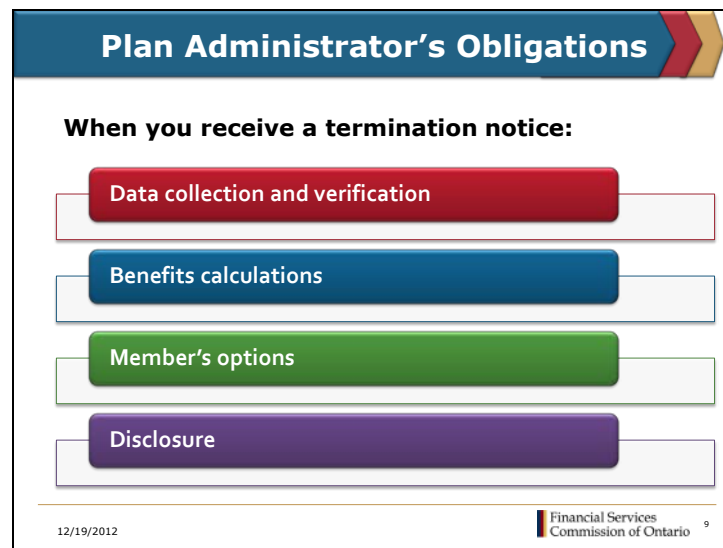 Plan Administrator's Obligations
When you receive a termination notice:
Data collection and verification
Benefits calculations
Member's options
Disclosure
12/19/2012
Financial Services
Commission of Ontario
9